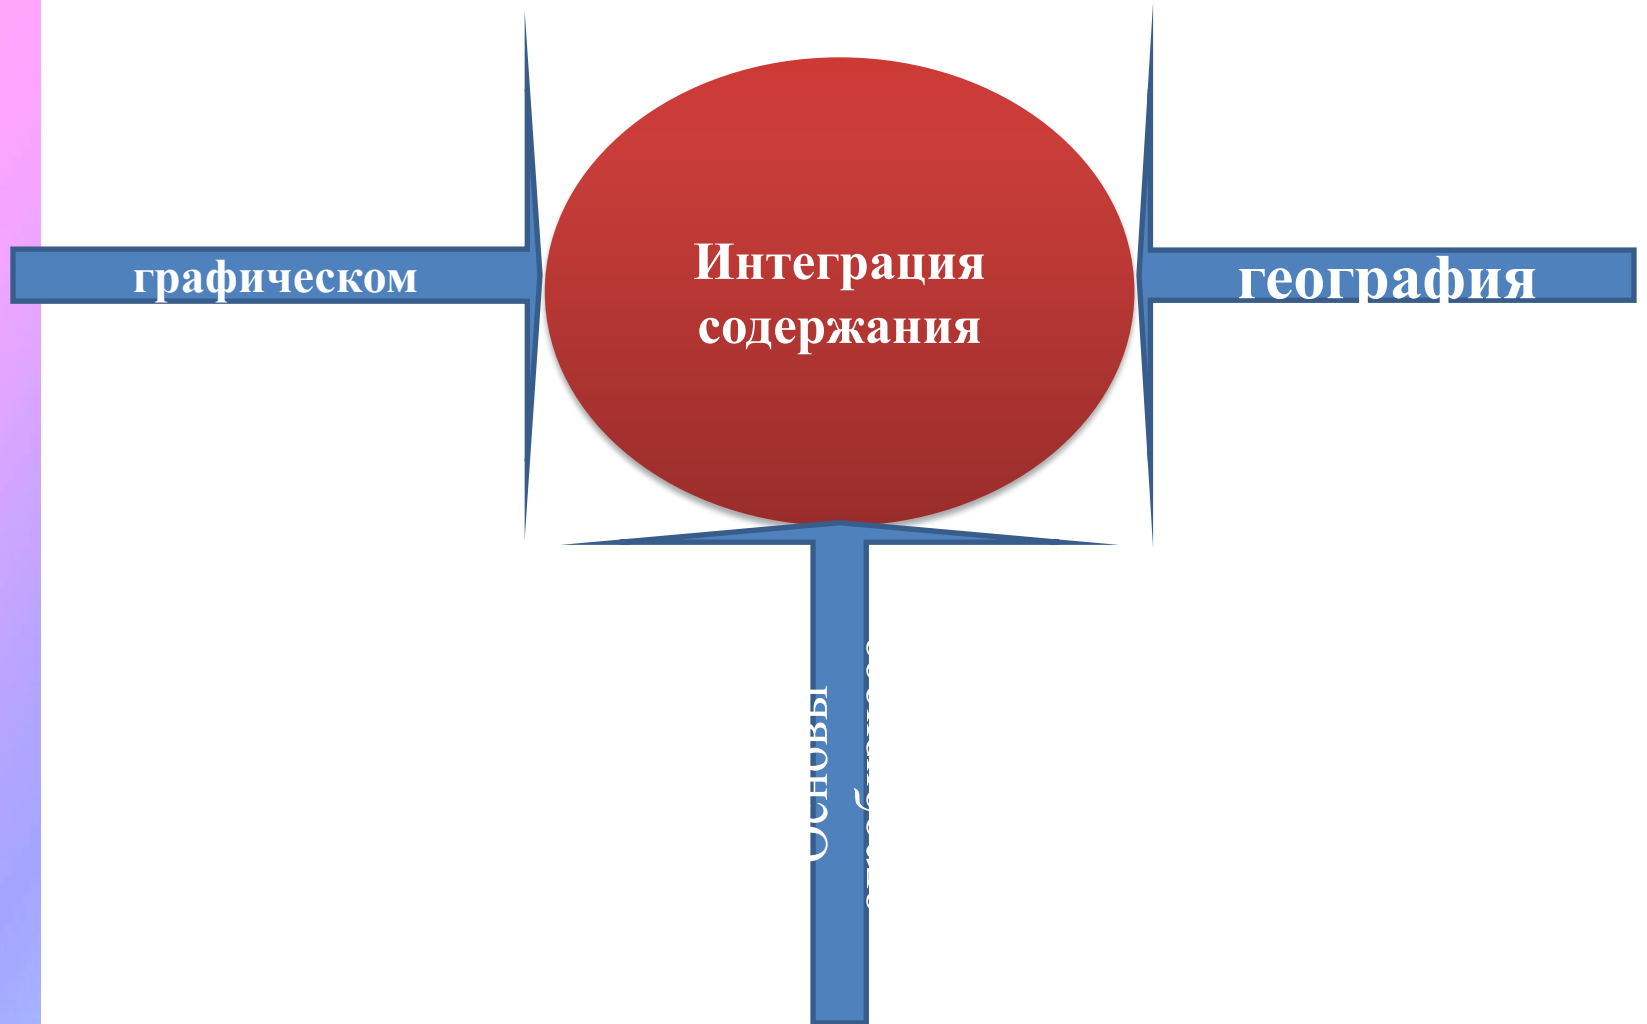 Интеграция
содержания
графическом
география
Основы